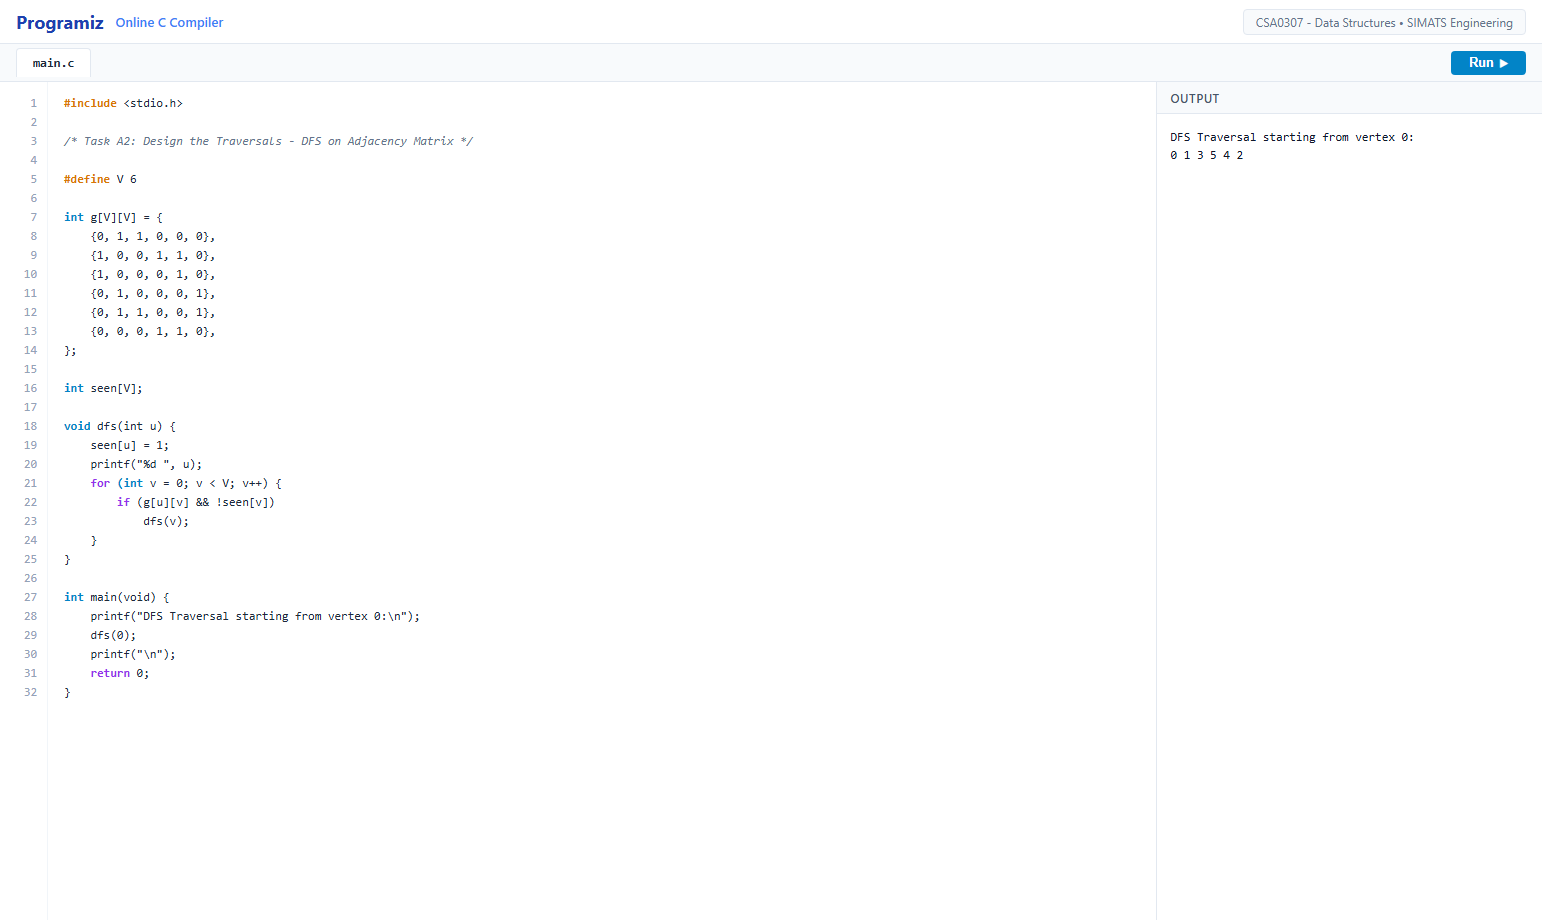 Programiz Online C Compiler
CSA0307 - Data Structures • SIMATS Engineering
main.c
Run ▶
1 #include <stdio.h>
2
3 /* Task A2: Design the Traversals - DFS on Adjacency Matrix */
4
5 #define V 6
6
7 int g[V][V] = {
8     {0, 1, 1, 0, 0, 0},
9     {1, 0, 0, 1, 1, 0},
10     {1, 0, 0, 0, 1, 0},
11     {0, 1, 0, 0, 0, 1},
12     {0, 1, 1, 0, 0, 1},
13     {0, 0, 0, 1, 1, 0},
14 };
15
16 int seen[V];
17
18 void dfs(int u) {
19     seen[u] = 1;
20     printf("%d ", u);
21     for (int v = 0; v < V; v++) {
22         if (g[u][v] && !seen[v])
23             dfs(v);
24     }
25 }
26
27 int main(void) {
28     printf("DFS Traversal starting from vertex 0:\n");
29     dfs(0);
30     printf("\n");
31     return 0;
32 }
OUTPUT
DFS Traversal starting from vertex 0:
0 1 3 5 4 2